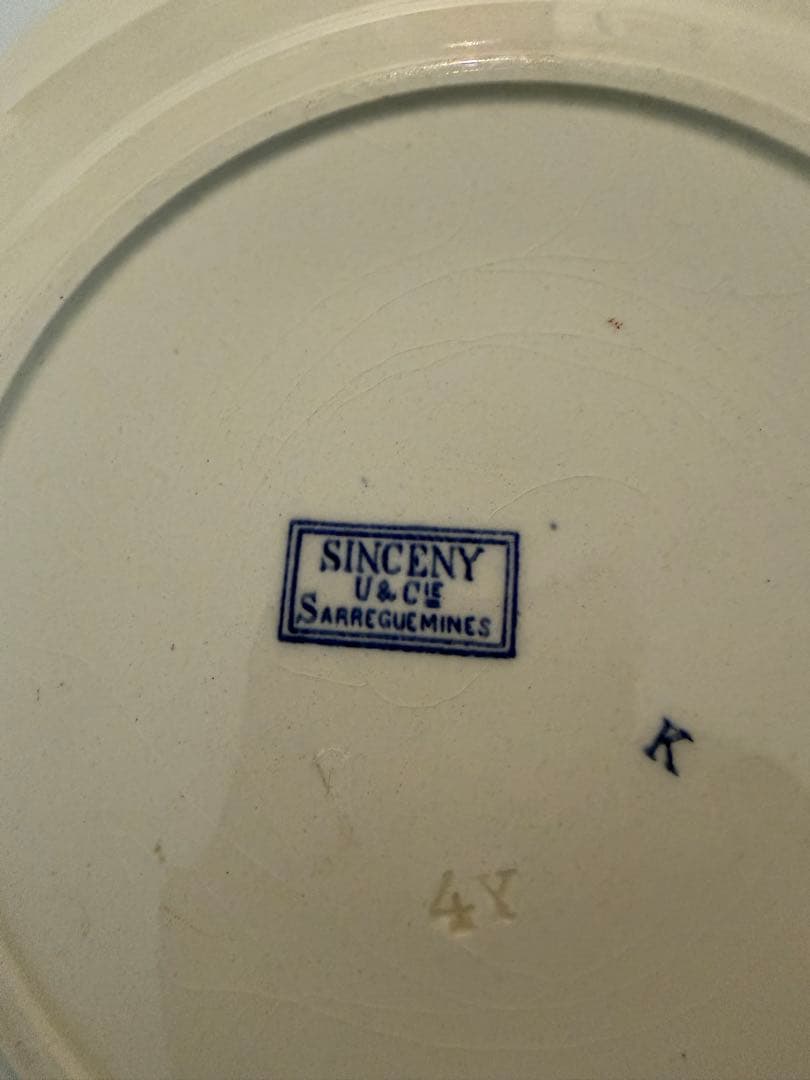 SINCENY
U & CIE
SARREGUEMINES
K
4Y